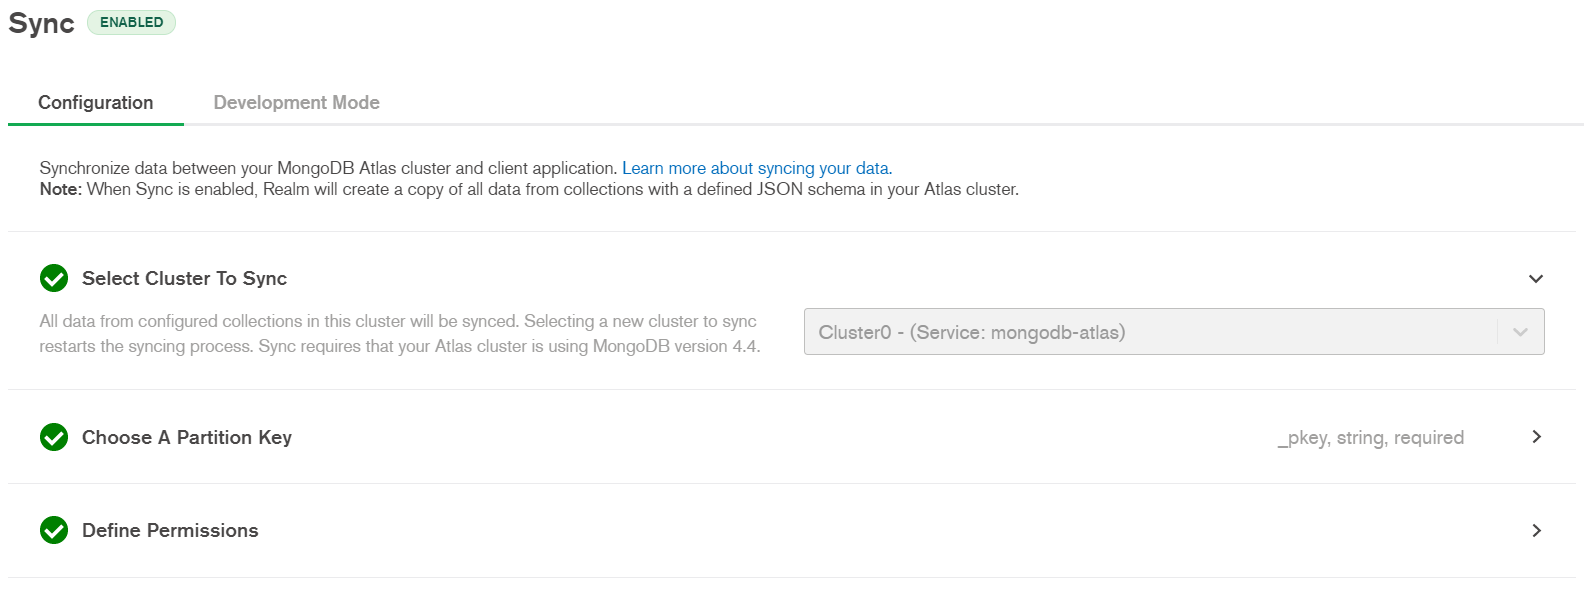 Sync ENABLED
Configuration Development Mode
Synchronize data between your MongoDB Atlas cluster and client application. Learn more about syncing your data.
Note: When Sync is enabled, Realm will create a copy of all data from collections with a defined JSON schema in your Atlas cluster.
Select Cluster To Sync
All data from configured collections in this cluster will be synced. Selecting a new cluster to sync
restarts the syncing process. Sync requires that your Atlas cluster is using MongoDB version 4.4.
Cluster0 - (Service: mongodb-atlas)
Choose A Partition Key
_pkey, string, required
Define Permissions